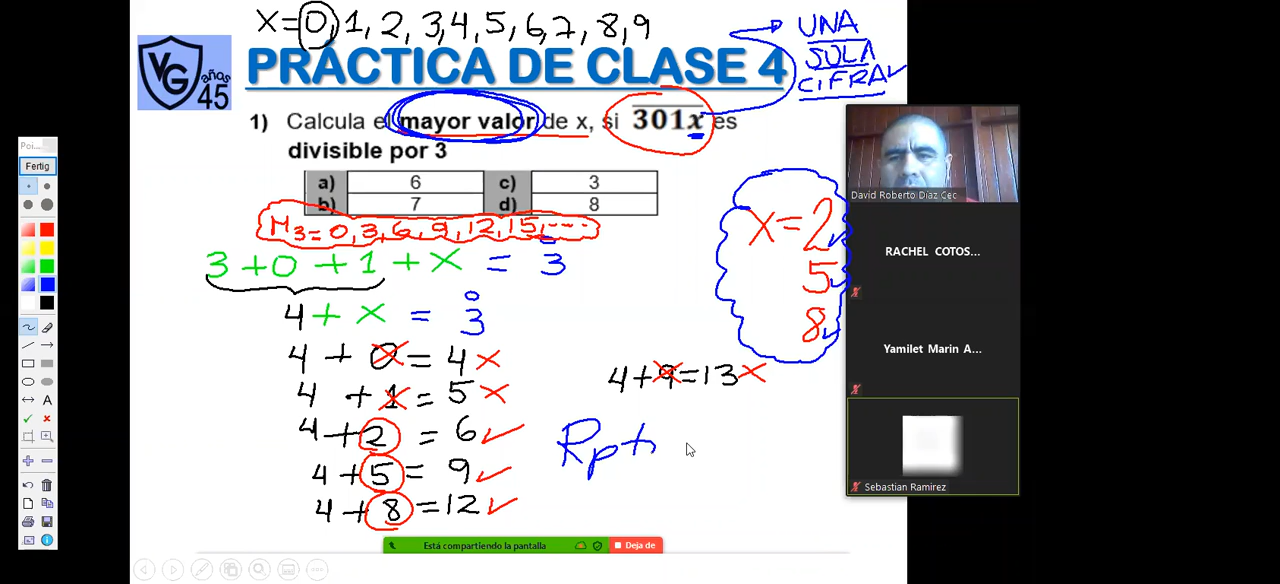 x = 0, 1, 2, 3, 4, 5, 6, 7, 8, 9
UNA
SOLA
CIFRA
VG
años
45
PRÁCTICA DE CLASE 4
1) Calcula el mayor valor de x, si 301x es
divisible por 3
a) 6 c) 3
b) 7 d) 8
M3 = 0, 3, 6, 9, 12, 15, ...
3 + 0 + 1 + x = 3
4 + x = 3
4 + 0 = 4 x
4 + 1 = 5 x
4 + 2 = 6 ✓
4 + 5 = 9 ✓
4 + 8 = 12 ✓
4 + 9 = 13 x
Rpt
x = 2 ✓
5 ✓
8 ✓
Poi...
Fertig
A
David Roberto Diaz Cec
RACHEL COTOS...
Yamilet Marin A...
Sebastian Ramirez
Está compartiendo la pantalla
Deja de